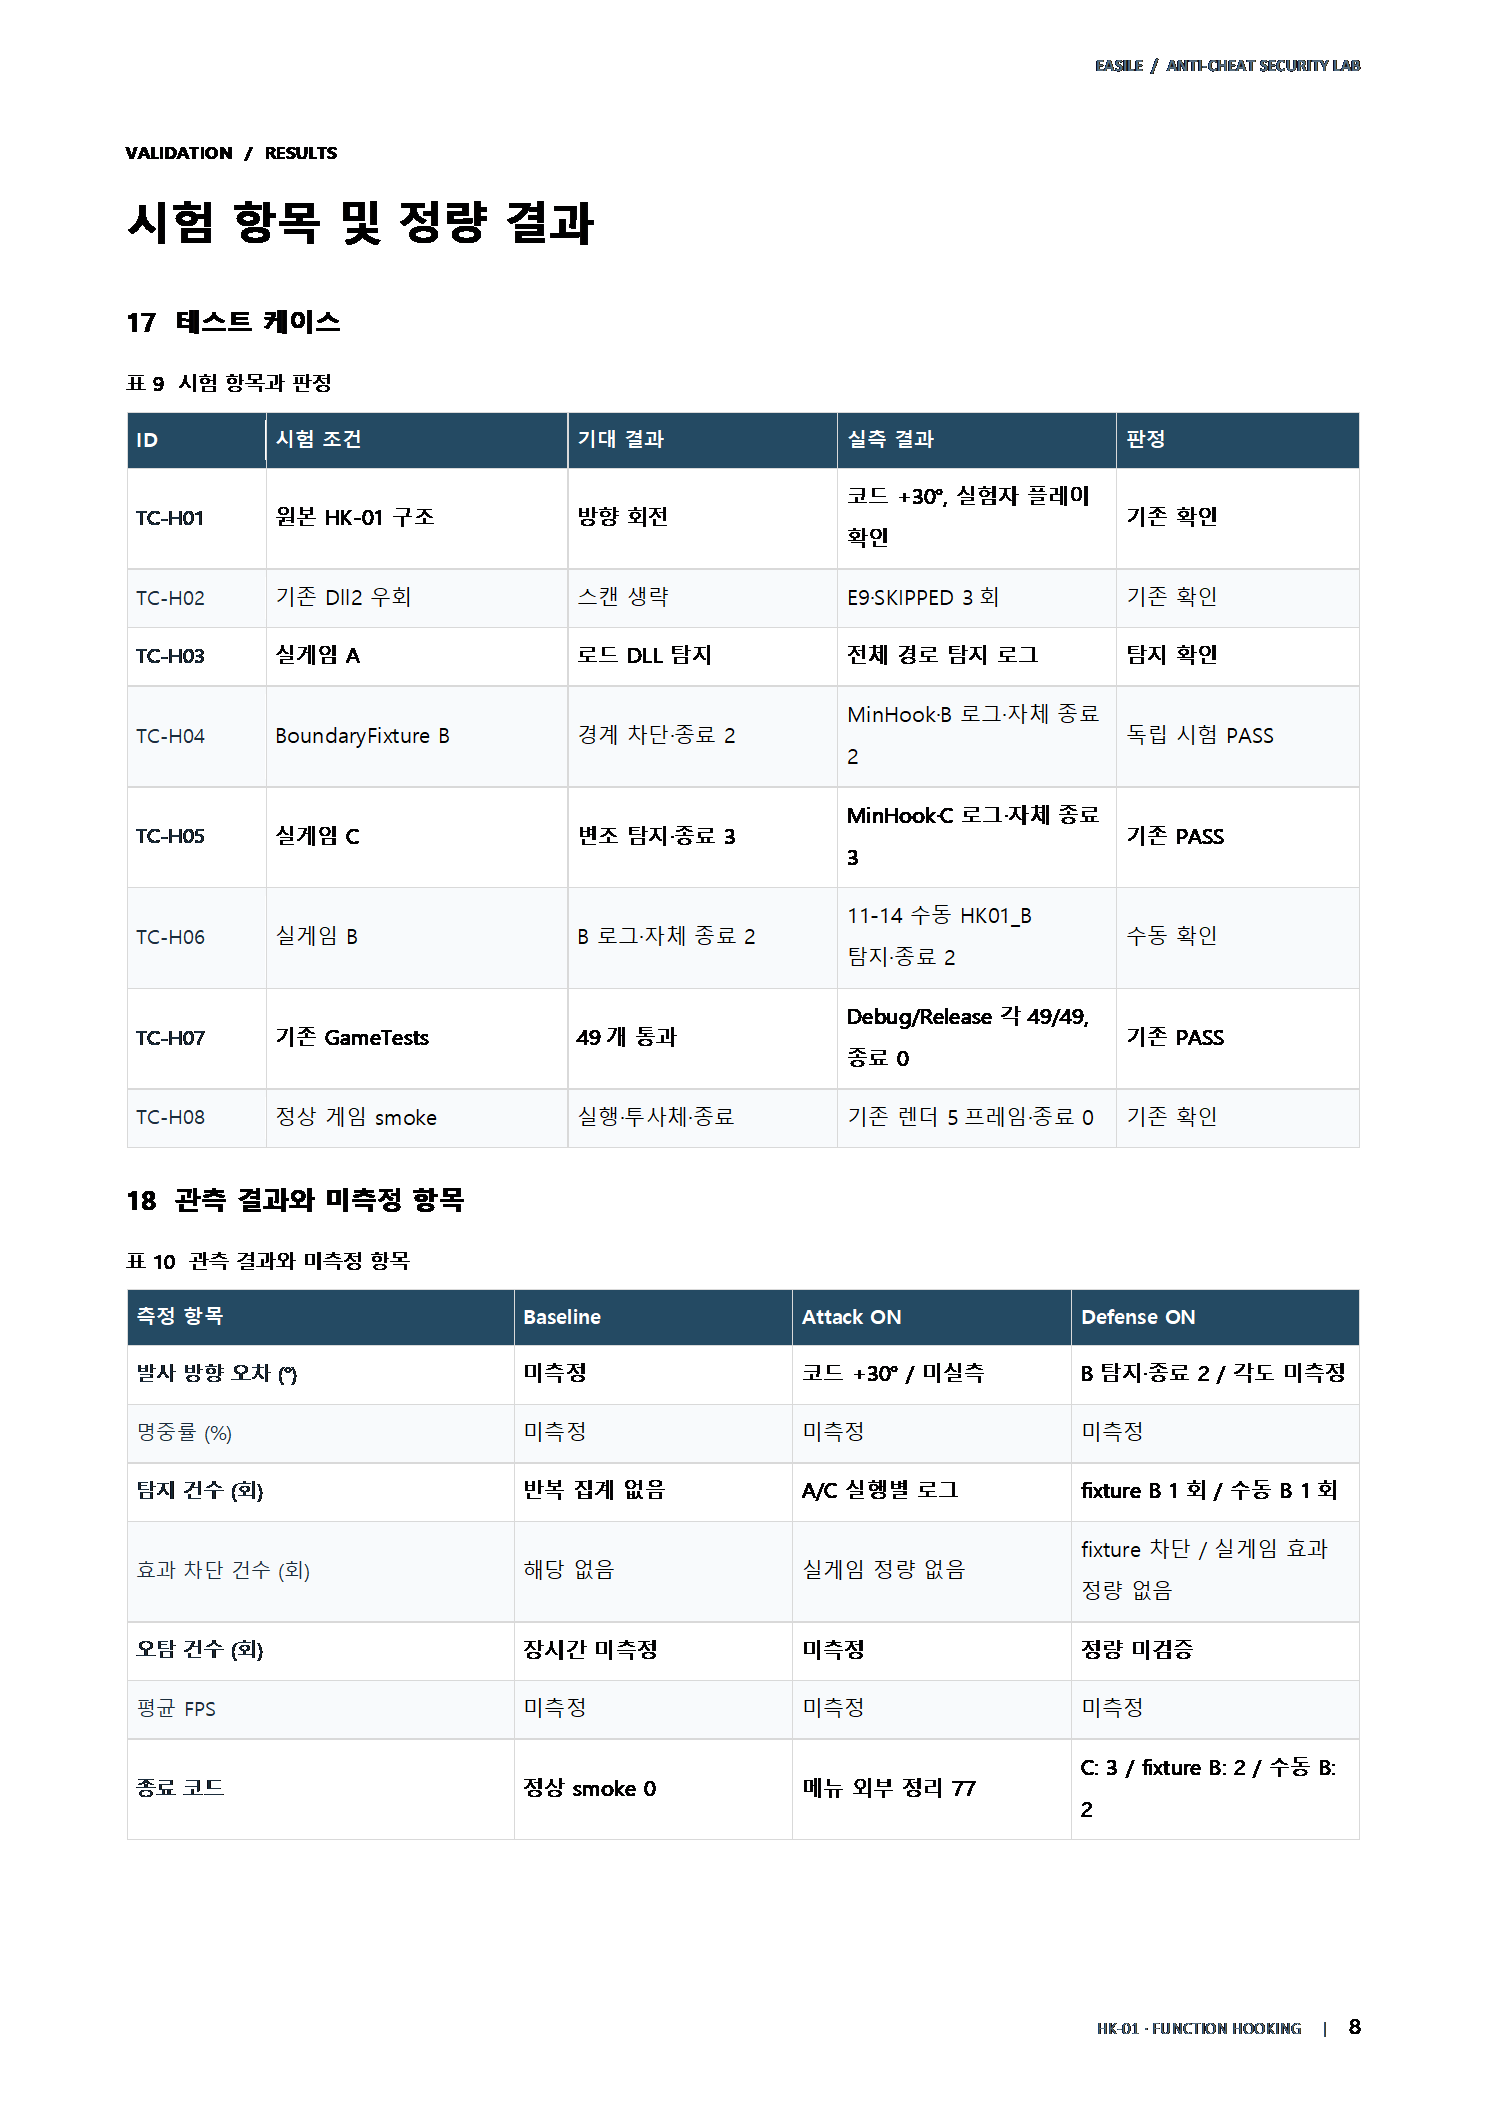 EASILE / ANTI-CHEAT SECURITY LAB
VALIDATION / RESULTS
시험 항목 및 정량 결과
17 테스트 케이스
표 9 시험 항목과 판정
ID 시험 조건 기대 결과 실측 결과 판정
TC-H01 원본 HK-01 구조 방향 회전 코드 +30°, 실험자 플레이 확인 기존 확인
TC-H02 기존 Dll2 우회 스캔 생략 E9·SKIPPED 3 회 기존 확인
TC-H03 실게임 A 로드 DLL 탐지 전체 경로 탐지 로그 탐지 확인
TC-H04 BoundaryFixture B 경계 차단·종료 2 MinHook·B 로그·자체 종료 2 독립 시험 PASS
TC-H05 실게임 C 변조 탐지·종료 3 MinHook·C 로그·자체 종료 3 기존 PASS
TC-H06 실게임 B B 로그·자체 종료 2 11-14 수동 HK01_B 탐지·종료 2 수동 확인
TC-H07 기존 GameTests 49 개 통과 Debug/Release 각 49/49, 종료 0 기존 PASS
TC-H08 정상 게임 smoke 실행·투사체·종료 기존 렌더 5 프레임·종료 0 기존 확인
18 관측 결과와 미측정 항목
표 10 관측 결과와 미측정 항목
측정 항목 Baseline Attack ON Defense ON
발사 방향 오차 (°) 미측정 코드 +30° / 미실측 B 탐지·종료 2 / 각도 미측정
명중률 (%) 미측정 미측정 미측정
탐지 건수 (회) 반복 집계 없음 A/C 실행별 로그 fixture B 1 회 / 수동 B 1 회
효과 차단 건수 (회) 해당 없음 실게임 정량 없음 fixture 차단 / 실게임 효과 정량 없음
오탐 건수 (회) 장시간 미측정 미측정 정량 미검증
평균 FPS 미측정 미측정 미측정
종료 코드 정상 smoke 0 메뉴 외부 정리 77 C: 3 / fixture B: 2 / 수동 B: 2
HK-01 · FUNCTION HOOKING | 8